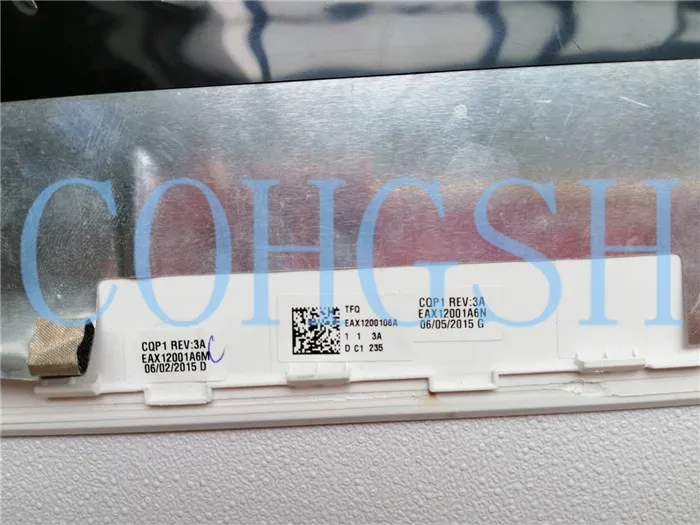 COHGSH
CQP1 REV:3A
EAX12001A6M
06/02/2015 D
TFQ
EAX1200106A
1 1 3A
D C1 235
CQP1 REV:3A
EAX12001A6N
06/05/2015 G